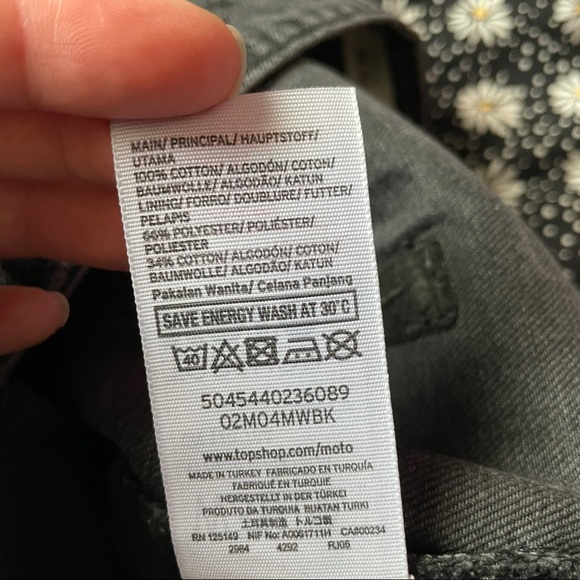 MAIN/ PRINCIPAL/ HAUPTSTOFF/
UTAMA
100% COTTON/ ALGODÓN/ COTON/
BAUMWOLLE/ ALGODÃO/ KATUN
LINING/ FORRO/ DOUBLURE/ FUTTER/
PELAPIS
66% POLYESTER/ POLIÉSTER/
POLIESTER
34% COTTON/ ALGODÓN/ COTON/
BAUMWOLLE/ ALGODÃO/ KATUN
Pakaian Wanita/ Celana Panjang
SAVE ENERGY WASH AT 30°C
40
5045440236089
02M04MWBK
www.topshop.com/moto
MADE IN TURKEY FABRICADO EN TURQUÍA
FABRIQUÉ EN TURQUIE
HERGESTELLT IN DER TÜRKEI
PRODUTO DA TURQUIA BUATAN TURKI
土耳其制造 トルコ製
RN 125149 NIF No: A0061711H CA#00234
2984 4292 RJ06